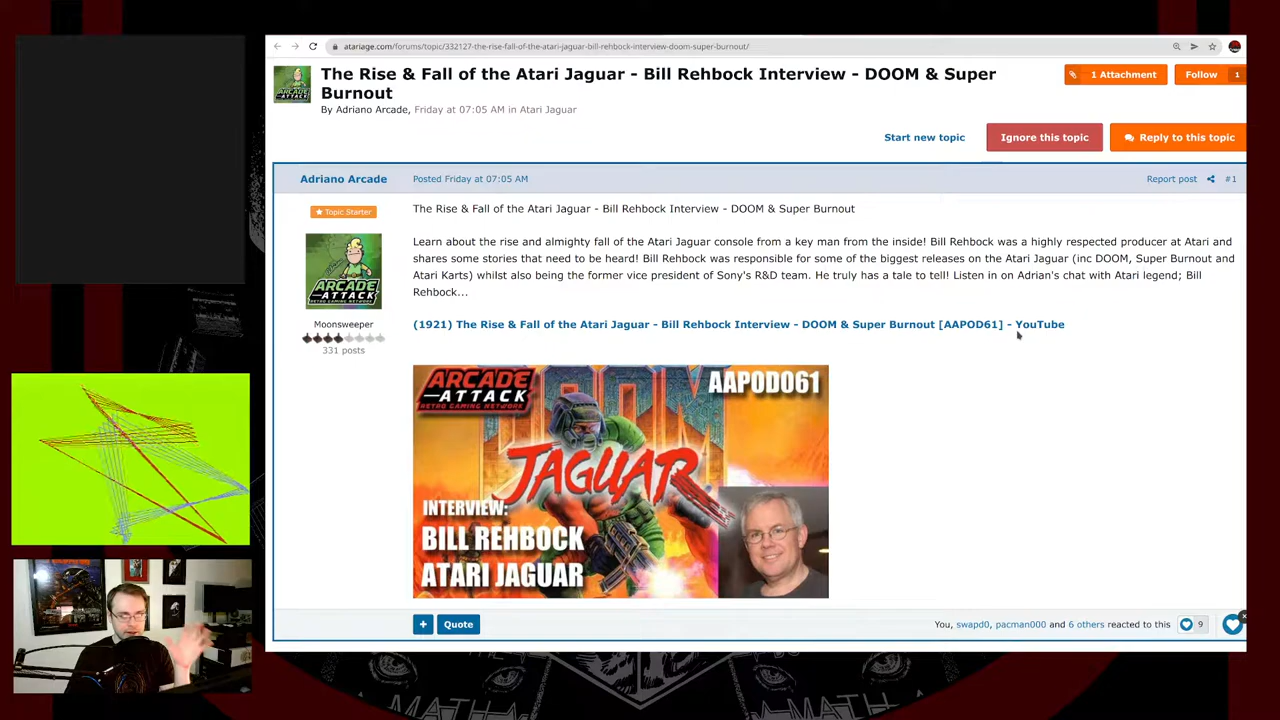 atariage.com/forums/topic/332127-the-rise-fall-of-the-atari-jaguar-bill-rehbock-interview-doom-super-burnout/
The Rise & Fall of the Atari Jaguar - Bill Rehbock Interview - DOOM & Super
Burnout
By Adriano Arcade, Friday at 07:05 AM in Atari Jaguar
1 Attachment
Follow 1
Start new topic
Ignore this topic
Reply to this topic
Adriano Arcade
Posted Friday at 07:05 AM
Report post
#1
Topic Starter
ARCADE
ATTACK
Moonsweeper
331 posts
The Rise & Fall of the Atari Jaguar - Bill Rehbock Interview - DOOM & Super Burnout
Learn about the rise and almighty fall of the Atari Jaguar console from a key man from the inside! Bill Rehbock was a highly respected producer at Atari and
shares some stories that need to be heard! Bill Rehbock was responsible for some of the biggest releases on the Atari Jaguar (inc DOOM, Super Burnout and
Atari Karts) whilst also being the former vice president of Sony's R&D team. He truly has a tale to tell! Listen in on Adrian's chat with Atari legend; Bill
Rehbock...
(1921) The Rise & Fall of the Atari Jaguar - Bill Rehbock Interview - DOOM & Super Burnout [AAPOD61] - YouTube
ARCADE
ATTACK
RETRO GAMING NETWORK
DOOM
AAPOD061
JAGUAR
INTERVIEW:
BILL REHBOCK
ATARI JAGUAR
+
Quote
You, swapd0, pacman000 and 6 others reacted to this
9